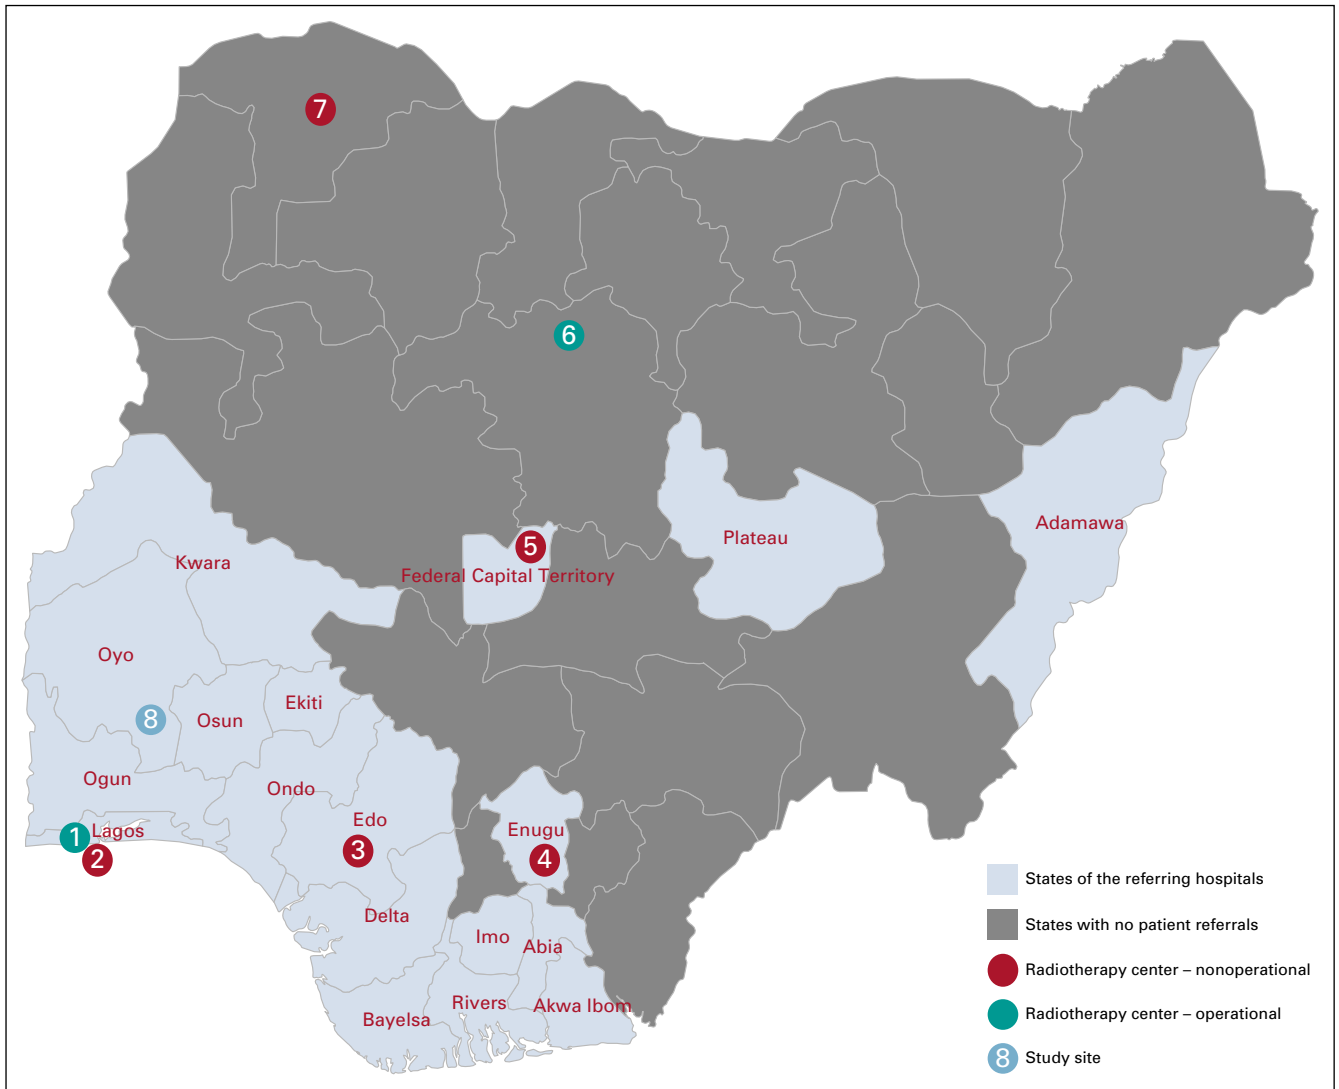 7
6
Adamawa
Plateau
5
Federal Capital Territory
Kwara
Oyo
Ekiti
8
Osun
Ogun
Ondo
Edo
Lagos
1
2
3
Enugu
4
Delta
Imo
Abia
Rivers
Akwa Ibom
Bayelsa
States of the referring hospitals
States with no patient referrals
Radiotherapy center – nonoperational
Radiotherapy center – operational
8 Study site